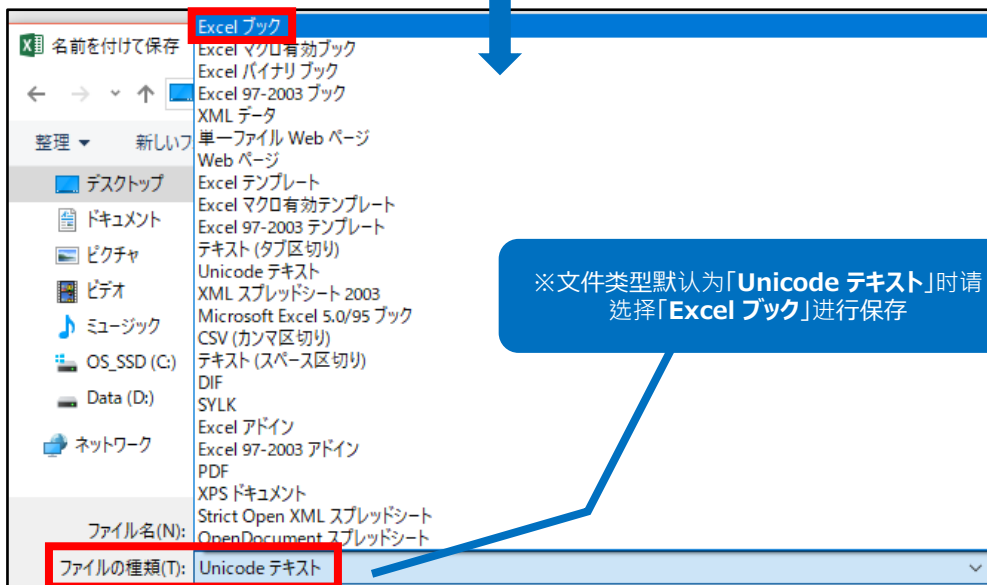 Excel ブック
名前を付けて保存
Excel マクロ有効ブック
Excel バイナリ ブック
Excel 97-2003 ブック
XML データ
整理
新しいフ
単一ファイル Web ページ
Web ページ
デスクトップ
Excel テンプレート
Excel マクロ有効テンプレート
ドキュメント
Excel 97-2003 テンプレート
テキスト (タブ区切り)
ピクチャ
Unicode テキスト
ビデオ
XML スプレッドシート 2003
Microsoft Excel 5.0/95 ブック
ミュージック
CSV (カンマ区切り)
OS_SSD (C:)
テキスト (スペース区切り)
DIF
Data (D:)
SYLK
Excel アドイン
ネットワーク
Excel 97-2003 アドイン
PDF
XPS ドキュメント
Strict Open XML スプレッドシート
ファイル名(N):
OpenDocument スプレッドシート
ファイルの種類(T):
Unicode テキスト
※文件类型默认为「Unicode テキスト」时请
选择「Excel ブック」进行保存